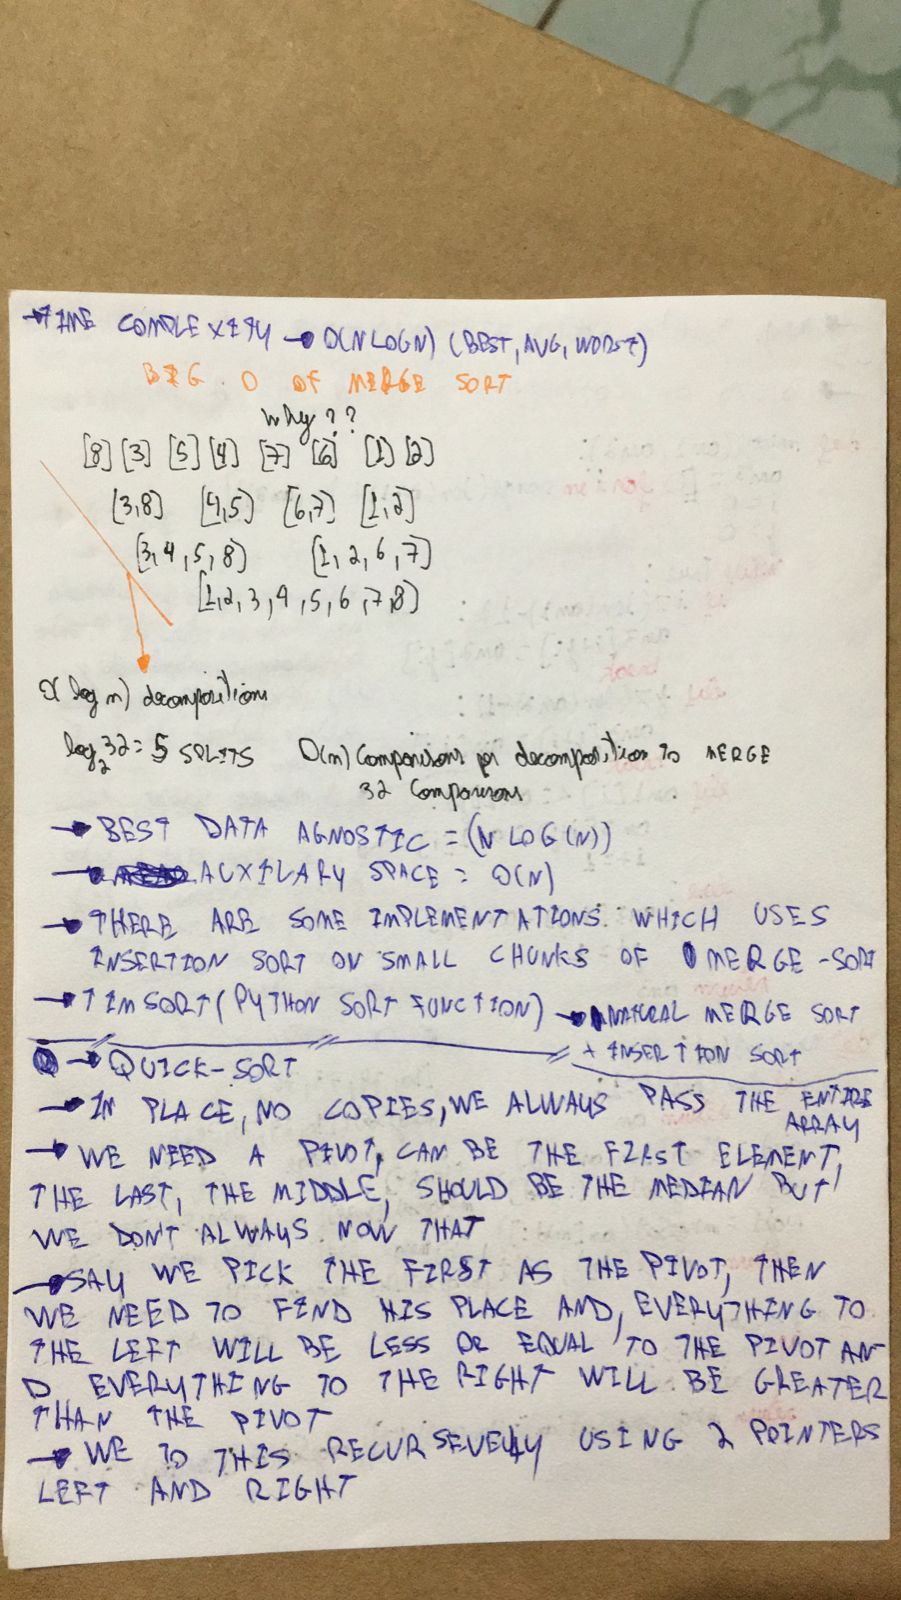 → TIME COMPLEXITY → O(N LOGN) (BEST, AVG, WORST)
BIG O OF MERGE SORT
Why??
[8] [3] [5] [4] [7] [6] [1] [2]
[3,8] [4,5] [6,7] [1,2]
[3,4,5,8] [1,2,6,7]
[1,2,3,4,5,6,7,8]
O(log n) decompositions
log₂32 = 5 SPLITS O(n) Comparisons per decomposition to MERGE
32 Comparisons
→ BEST DATA AGNOSTIC = (N LOG(N))
→ AUXILARY SPACE = O(N)
→ THERE ARE SOME IMPLEMENTATIONS WHICH USES
INSERTION SORT ON SMALL CHUNKS OF MERGE-SORT
→ TIMSORT (PYTHON SORT FUNCTION) → NATURAL MERGE SORT
+ INSERTION SORT
→ QUICK-SORT
→ IN PLACE, NO COPIES, WE ALWAYS PASS THE ENTIRE
ARRAY
→ WE NEED A PIVOT, CAN BE THE FIRST ELEMENT,
THE LAST, THE MIDDLE, SHOULD BE THE MEDIAN BUT
WE DON'T ALWAYS NOW THAT
→ SAY WE PICK THE FIRST AS THE PIVOT, THEN
WE NEED TO FIND HIS PLACE AND, EVERYTHING TO
THE LEFT WILL BE LESS OR EQUAL TO THE PIVOT AN-
D EVERYTHING TO THE RIGHT WILL BE GREATER
THAN THE PIVOT
→ WE TO THIS RECURSEVELY USING 2 POINTERS
LEFT AND RIGHT